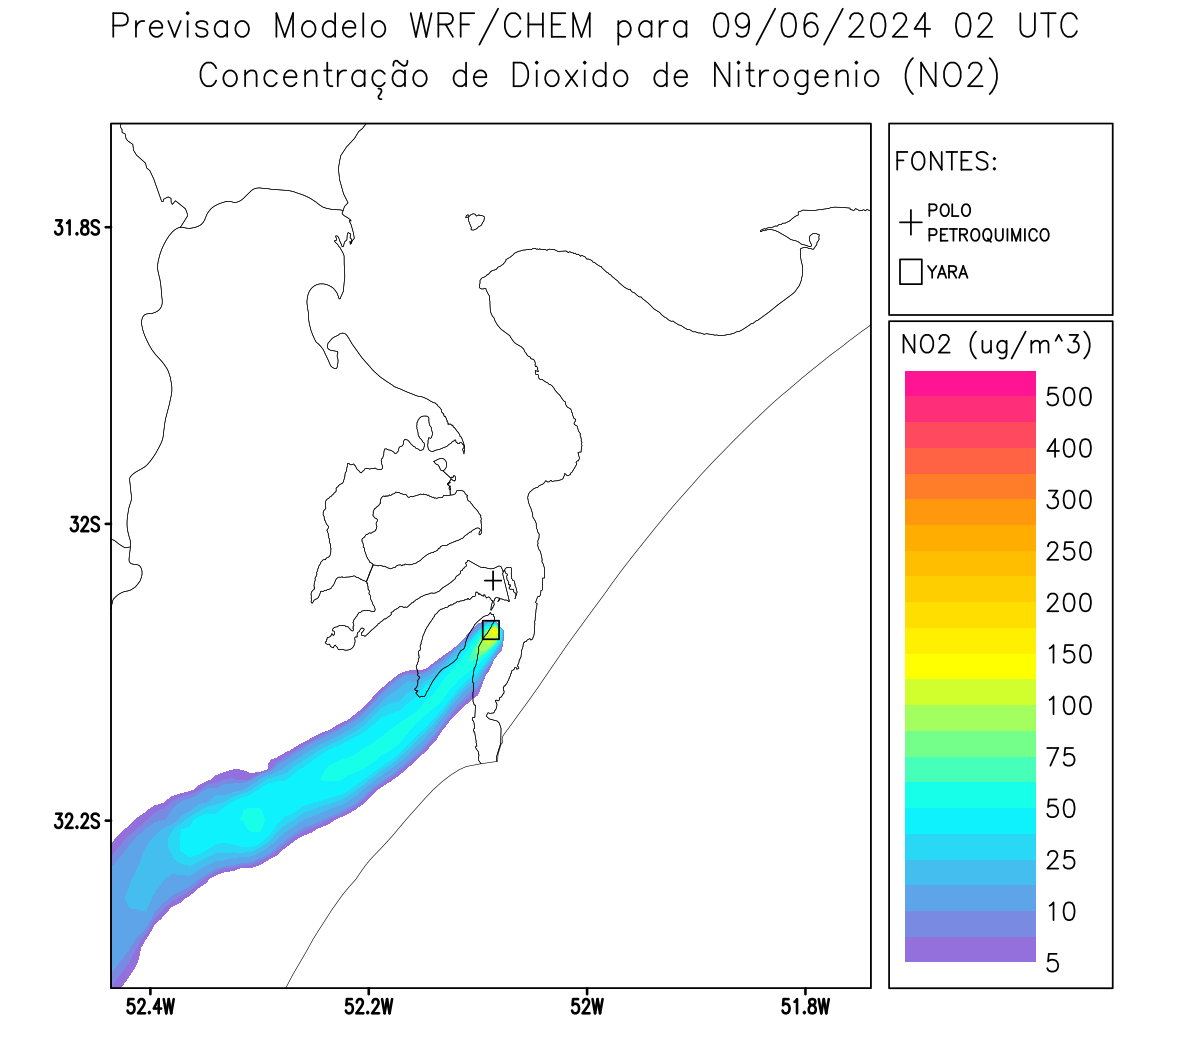 Previsao Modelo WRF/CHEM para 09/06/2024 02 UTC
Concentração de Dioxido de Nitrogenio (NO2)
FONTES:
POLO
PETROQUIMICO
YARA
NO2 (ug/m^3)
500
400
300
250
200
150
100
75
50
25
10
5
31.8S
32S
32.2S
52.4W
52.2W
52W
51.8W